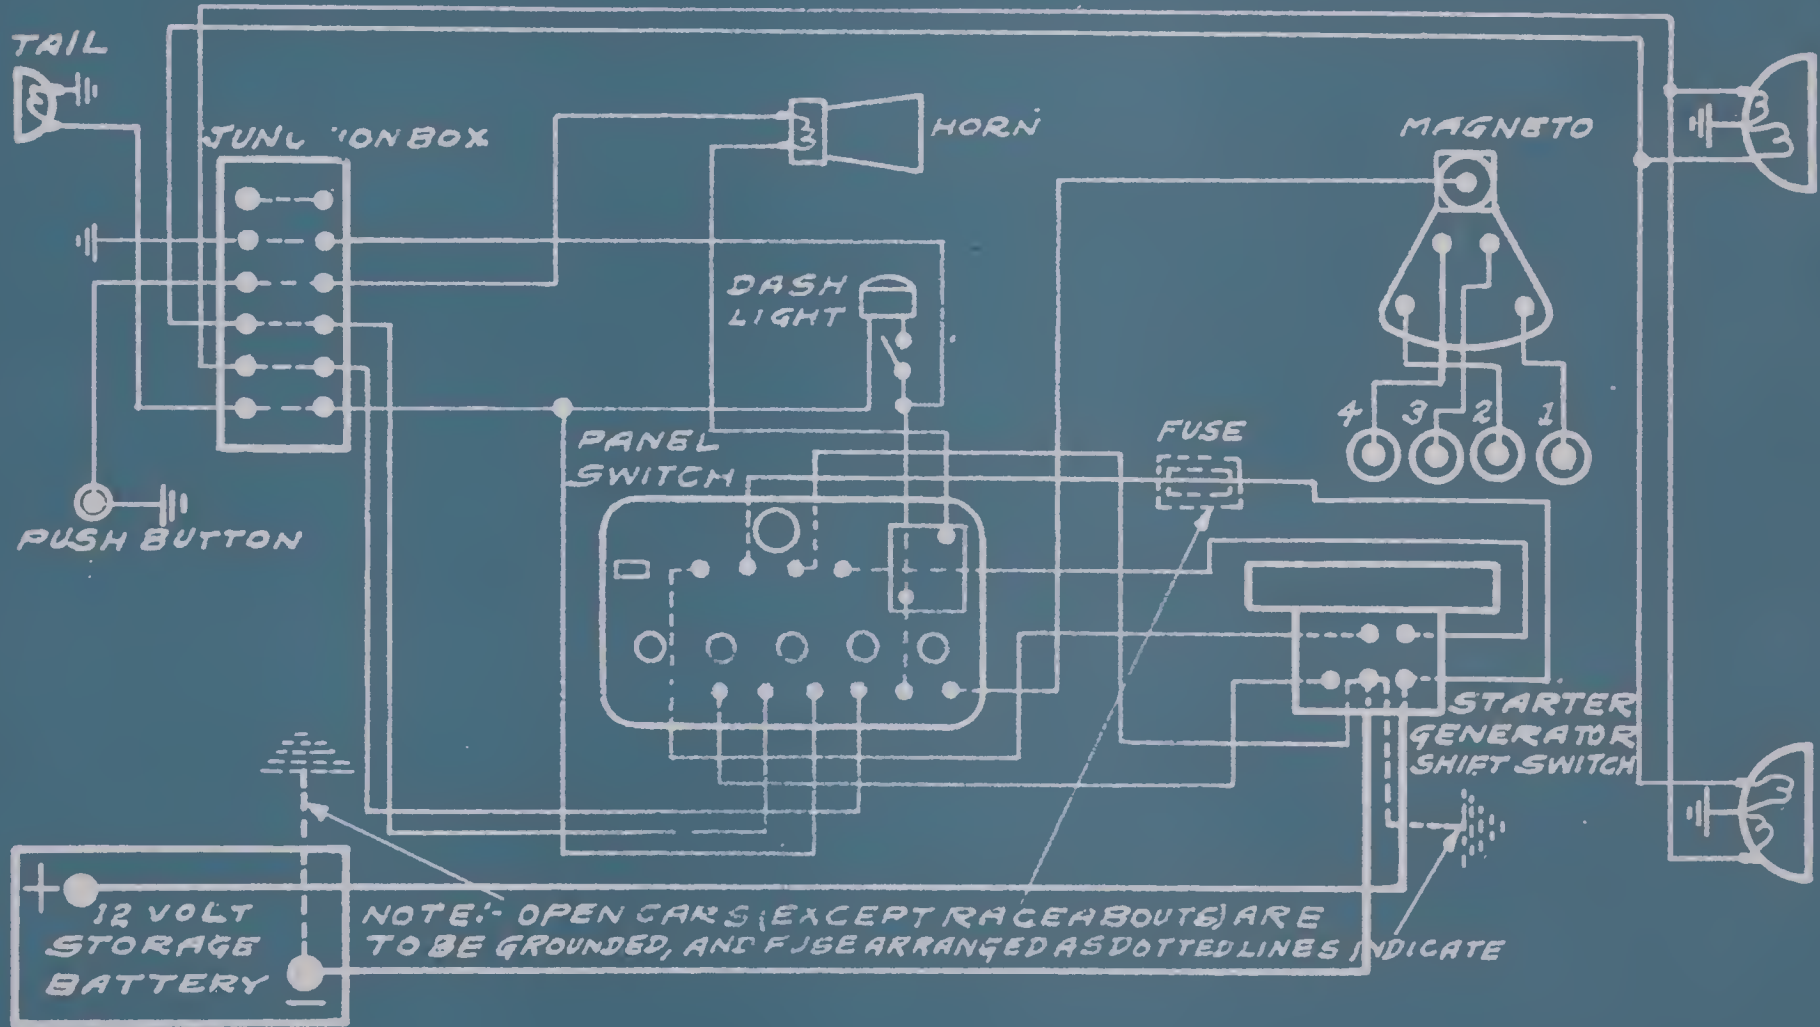 TAIL
JUNCTION BOX
HORN
MAGNETO
DASH
LIGHT
4 3 2 1
FUSE
PANEL
SWITCH
PUSH BUTTON
STARTER
GENERATOR
SHIFT SWITCH
+
12 VOLT
STORAGE
BATTERY
—
NOTE:- OPEN CARS (EXCEPT RACEABOUTS) ARE
TO BE GROUNDED, AND FUSE ARRANGED AS DOTTED LINES INDICATE